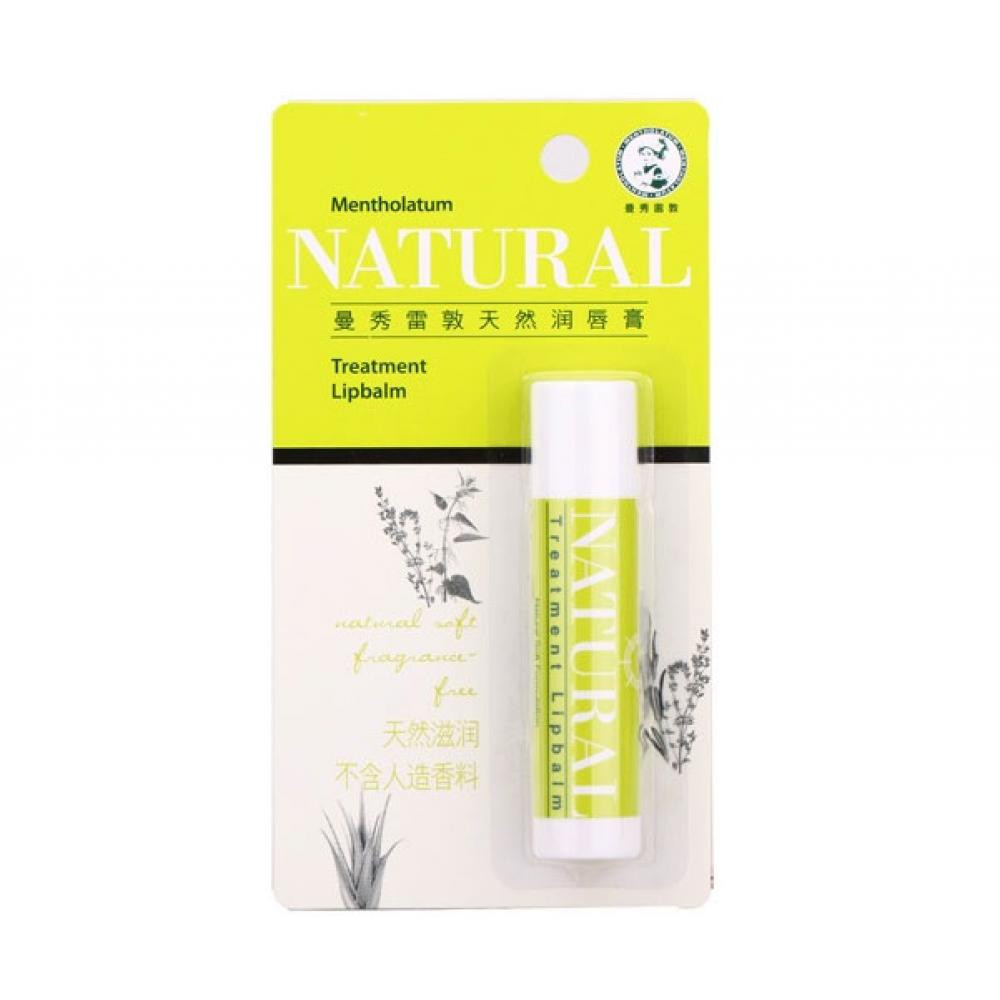 MENTHOLATUM
曼秀雷敦
Mentholatum
NATURAL
曼秀雷敦天然润唇膏
Treatment
Lipbalm
natural soft
fragrance-
free
天然滋润
不含人造香料
NATURAL
Treatment Lipbalm